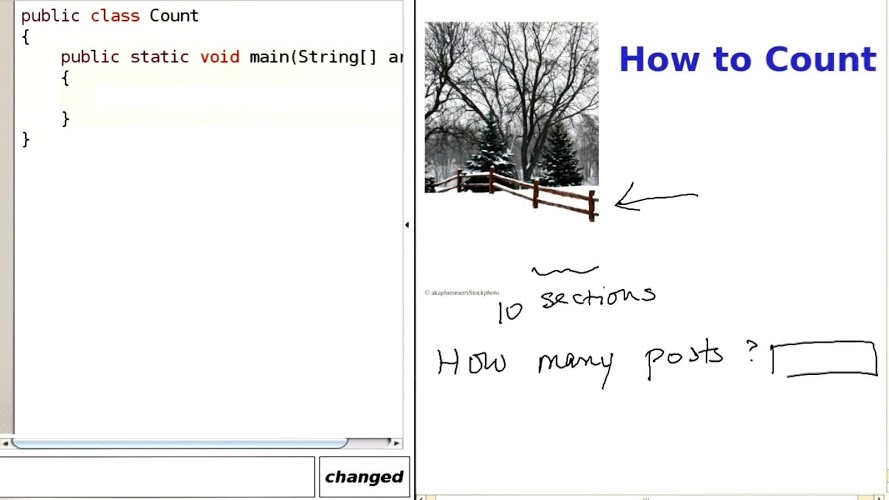 public class Count
{
public static void main(String[] ar
{
}
}
changed
How to Count
© akaplummer/iStockphoto.
10 sections
How many posts ?